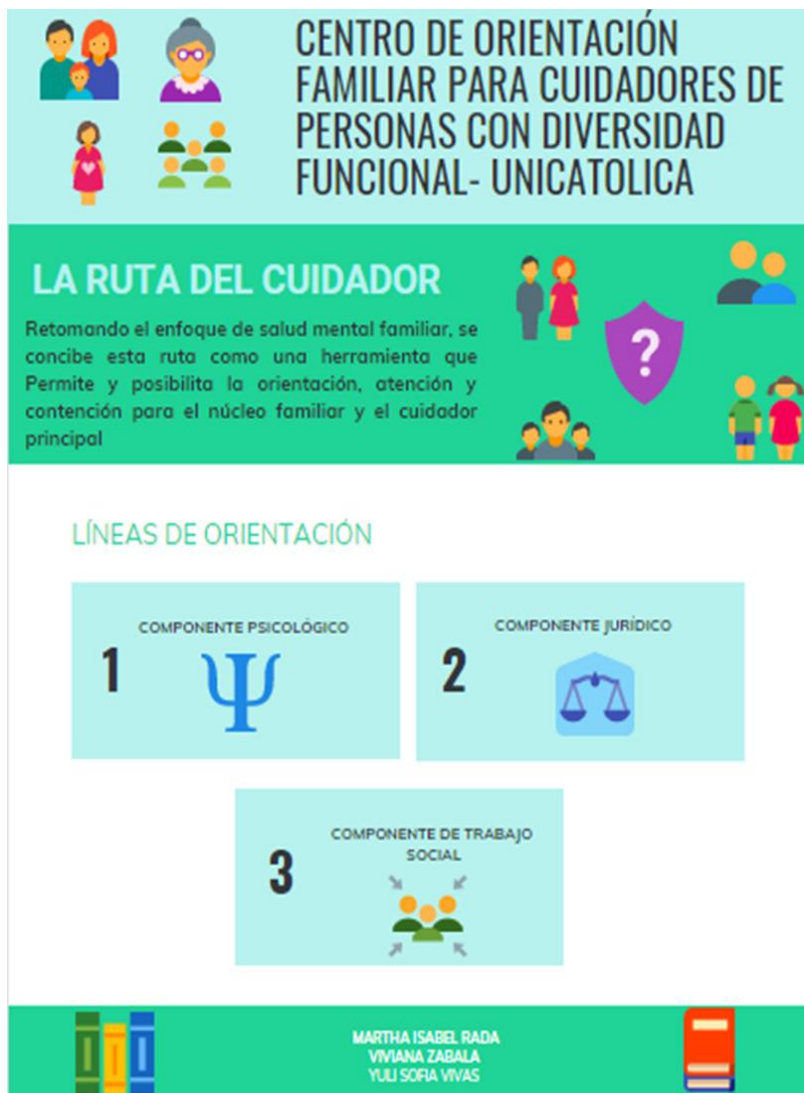 CENTRO DE ORIENTACIÓN
FAMILIAR PARA CUIDADORES DE
PERSONAS CON DIVERSIDAD
FUNCIONAL- UNICATOLICA
LA RUTA DEL CUIDADOR
Retomando el enfoque de salud mental familiar, se
concibe esta ruta como una herramienta que
Permite y posibilita la orientación, atención y
contención para el núcleo familiar y el cuidador
principal
?
LÍNEAS DE ORIENTACIÓN
1
COMPONENTE PSICOLÓGICO
Ψ
2
COMPONENTE JURÍDICO
3
COMPONENTE DE TRABAJO
SOCIAL
MARTHA ISABEL RADA
VIVIANA ZABALA
YULI SOFIA VIVAS